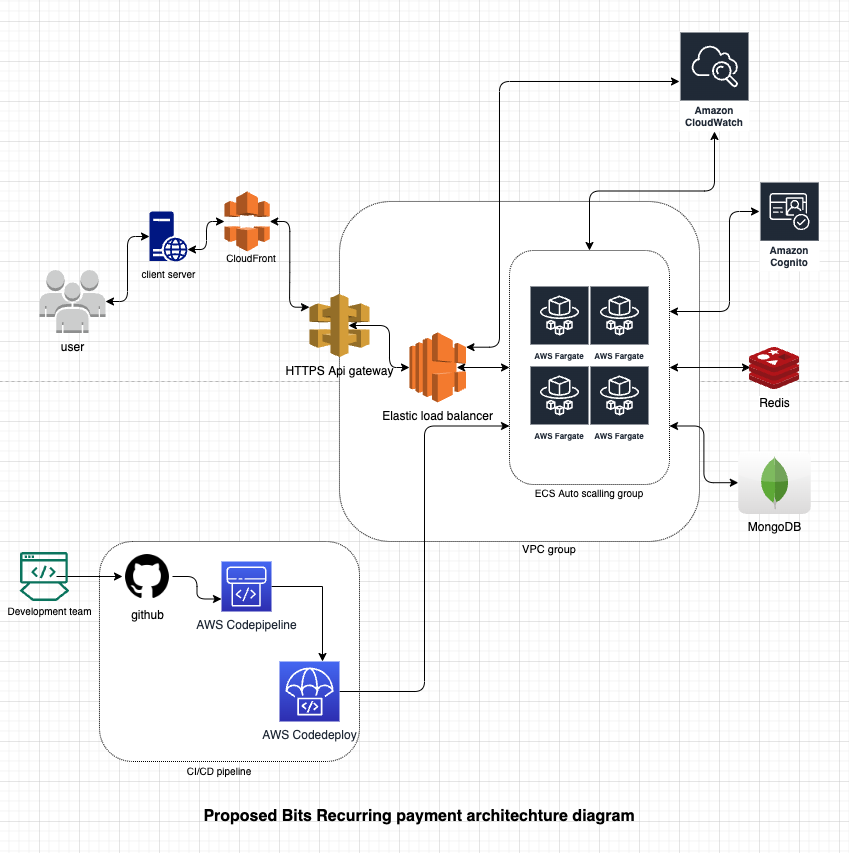 Amazon
CloudWatch
Amazon
Cognito
CloudFront
client server
user
HTTPS Api gateway
Elastic load balancer
AWS Fargate
AWS Fargate
AWS Fargate
AWS Fargate
ECS Auto scalling group
VPC group
Redis
MongoDB
Development team
github
AWS Codepipeline
AWS Codedeploy
CI/CD pipeline
Proposed Bits Recurring payment architechture diagram